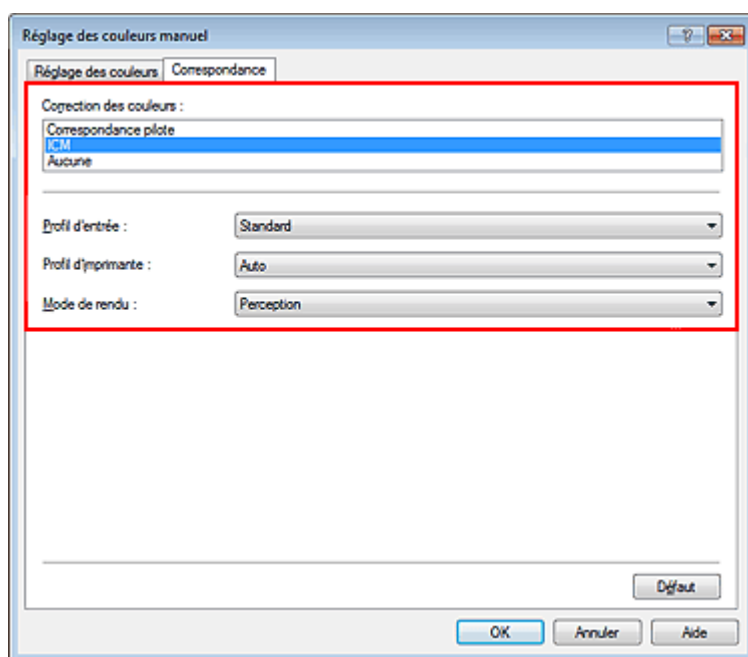 Réglage des couleurs manuel
Réglage des couleurs Correspondance
Correction des couleurs :
Correspondance pilote
ICM
Aucune
Profil d'entrée : Standard
Profil d'imprimante : Auto
Mode de rendu : Perception
Défaut
OK Annuler Aide